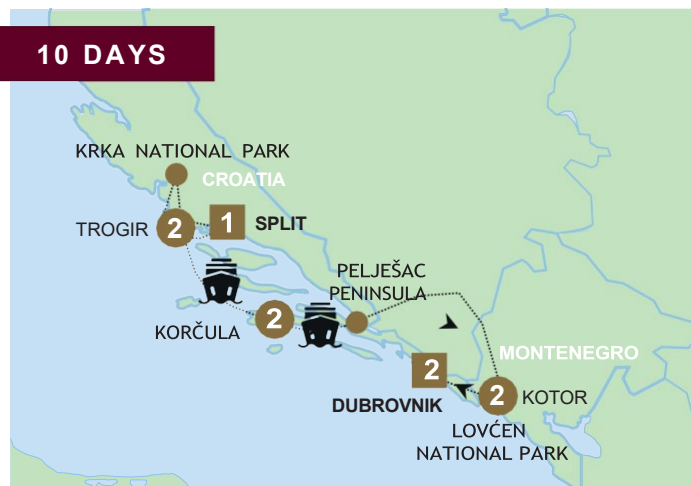 10 DAYS
KRKA NATIONAL PARK
CROATIA
TROGIR
2
1
SPLIT
PELJEŠAC
PENINSULA
2
KORČULA
MONTENEGRO
2
DUBROVNIK
2
KOTOR
LOVĆEN
NATIONAL PARK